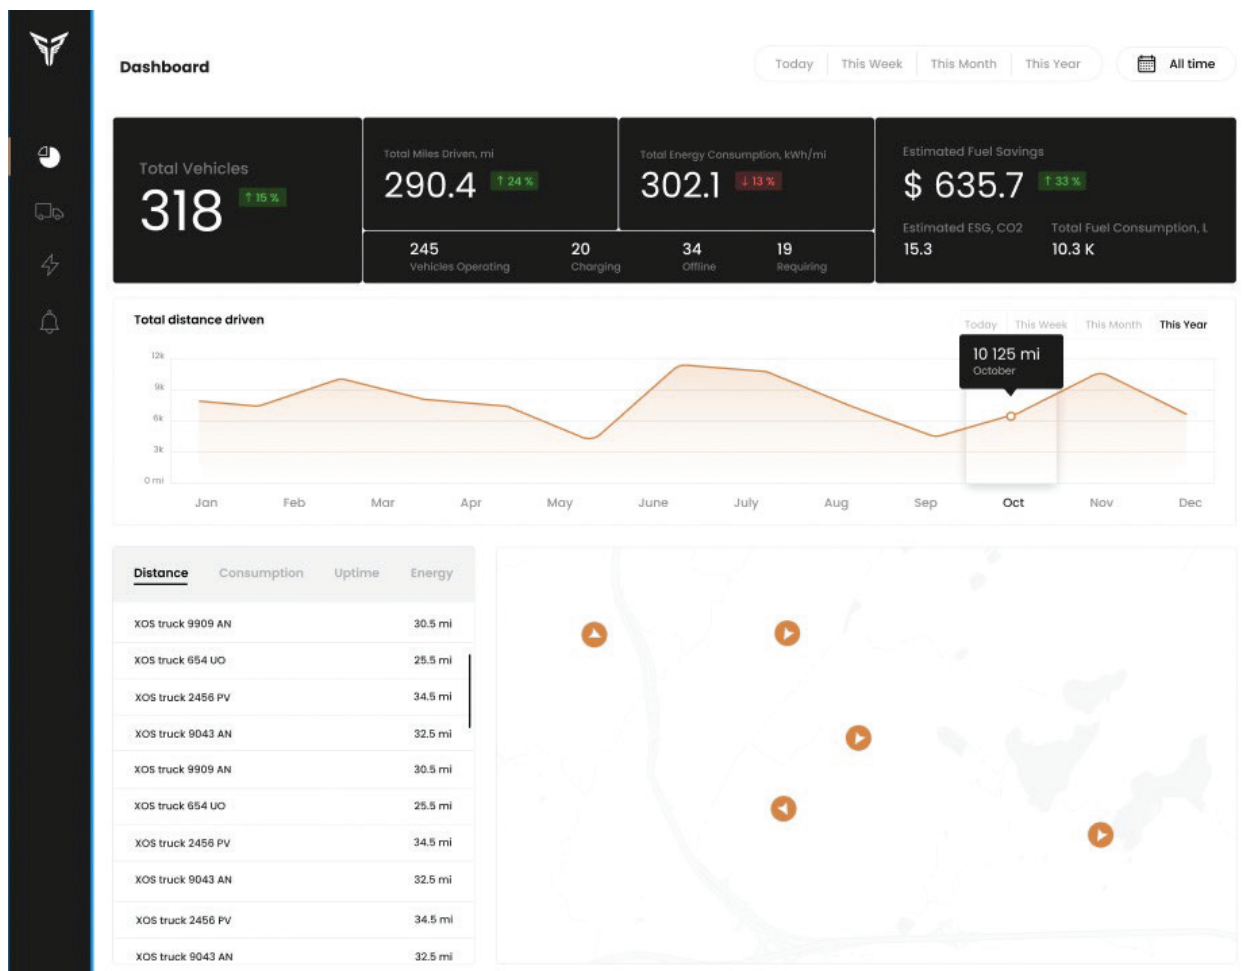 Dashboard
Today This Week This Month This Year All time
Total Vehicles
318 ↑ 15 %
Total Miles Driven, mi
290.4 ↑ 24 %
Total Energy Consumption, kWh/mi
302.1 ↓ 13 %
Estimated Fuel Savings
$ 635.7 ↑ 33 %
Estimated ESG, CO2 Total Fuel Consumption, L
15.3 10.3 K
245 20 34 19
Vehicles Operating Charging Offline Requiring
Total distance driven
Today This Week This Month This Year
10 125 mi
October
12k
9k
6k
3k
0 mi
Jan Feb Mar Apr May June July Aug Sep Oct Nov Dec
Distance Consumption Uptime Energy
XOS truck 9909 AN 30.5 mi
XOS truck 654 UO 25.5 mi
XOS truck 2456 PV 34.5 mi
XOS truck 9043 AN 32.5 mi
XOS truck 9909 AN 30.5 mi
XOS truck 654 UO 25.5 mi
XOS truck 2456 PV 34.5 mi
XOS truck 9043 AN 32.5 mi
XOS truck 2456 PV 34.5 mi
XOS truck 9043 AN 32.5 mi